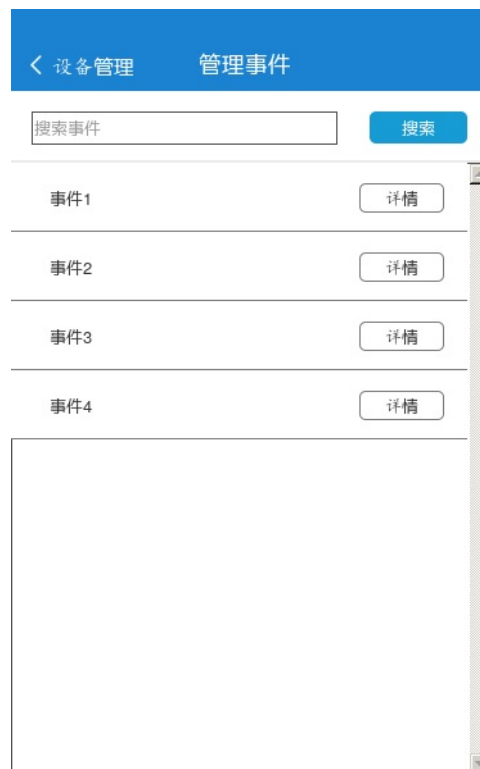 设备管理 管理事件
搜索事件 搜索
事件1 详情
事件2 详情
事件3 详情
事件4 详情